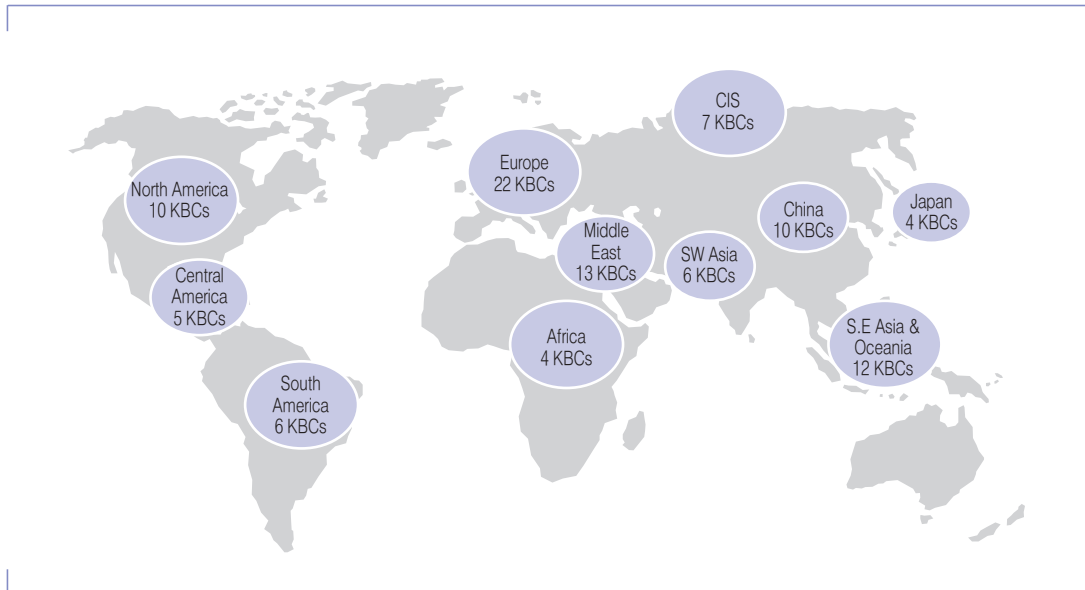 CIS
7 KBCs
Europe
22 KBCs
North America
10 KBCs
Japan
4 KBCs
China
10 KBCs
Middle
East
13 KBCs
SW Asia
6 KBCs
Central
America
5 KBCs
Africa
4 KBCs
S.E Asia &
Oceania
12 KBCs
South
America
6 KBCs